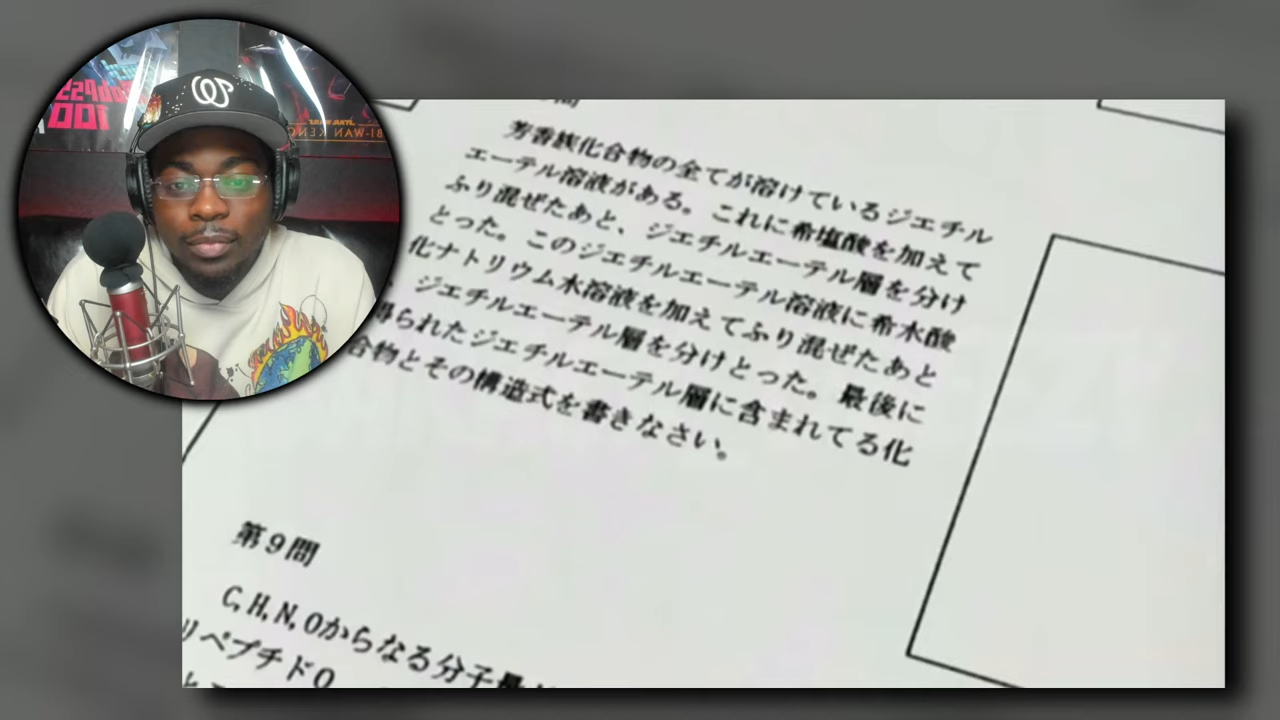 問
芳香族化合物の全てが溶けているジエチル
エーテル溶液がある。これに希塩酸を加えて
ふり混ぜたあと、ジエチルエーテル層を分け
とった。このジエチルエーテル溶液に希水酸
化ナトリウム水溶液を加えてふり混ぜたあと
ジエチルエーテル層を分けとった。最後に
得られたジエチルエーテル層に含まれてる化
合物とその構造式を書きなさい。
第9問
C, H, N, Oからなる分子量
リペプチドO
100
OBI-WAN KENO